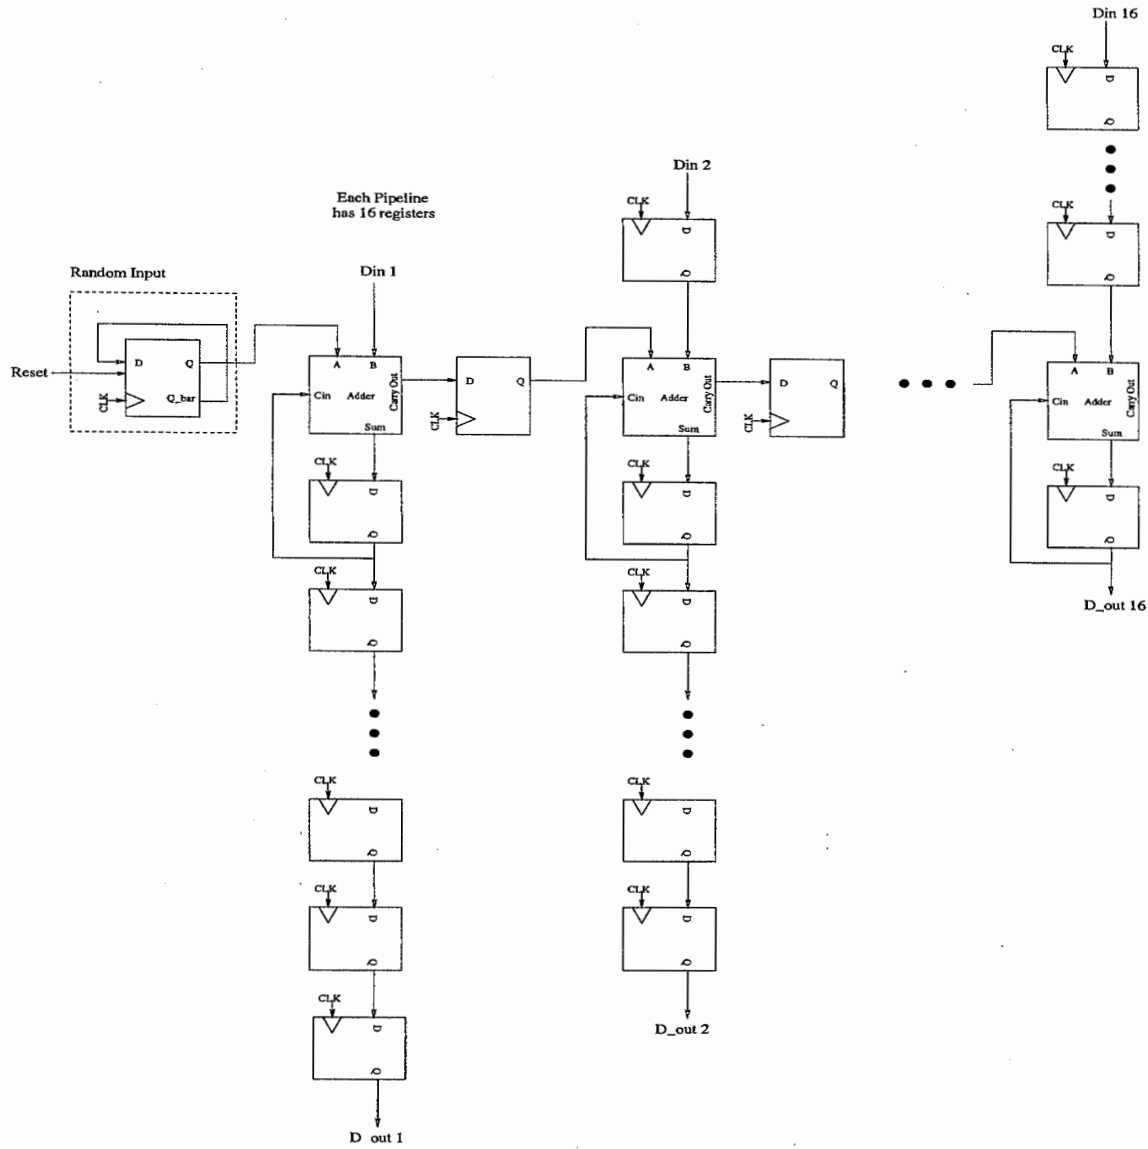 Din 16
CLK
D
Q
Din 2
CLK
D
Q
CLK
D
Q
Each Pipeline
has 16 registers
Random Input
Din 1
Reset
D
Q
CLK
Q_bar
A
B
Cin
Adder
Carry Out
Sum
D
Q
CLK
A
B
Cin
Adder
Carry Out
Sum
D
Q
CLK
A
B
Cin
Adder
Carry Out
Sum
CLK
D
Q
CLK
D
Q
CLK
D
Q
D_out 16
CLK
D
Q
CLK
D
Q
CLK
D
Q
CLK
D
Q
CLK
D
Q
CLK
D
Q
D_out 2
CLK
D
Q
D_out 1